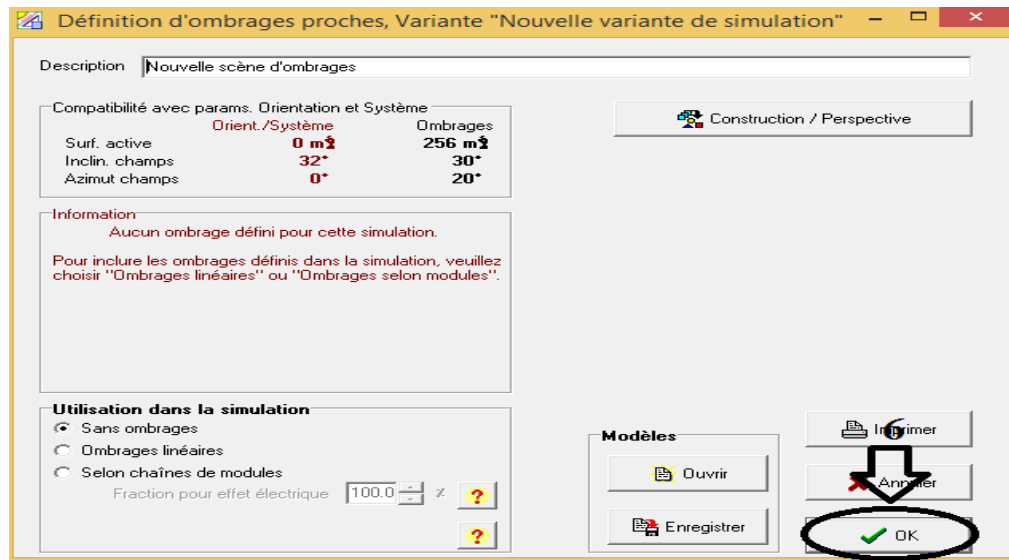 Définition d'ombrages proches, Variante "Nouvelle variante de simulation"
Description Nouvelle scène d'ombrages
Compatibilité avec params. Orientation et Système
Orient./Système Ombrages
Surf. active 0 m² 256 m²
Inclin. champs 32° 30°
Azimut champs 0° 20°
Construction / Perspective
Information
Aucun ombrage défini pour cette simulation.
Pour inclure les ombrages définis dans la simulation, veuillez
choisir "Ombrages linéaires" ou "Ombrages selon modules".
Utilisation dans la simulation
Sans ombrages
Ombrages linéaires
Selon chaînes de modules
Fraction pour effet électrique 100.0 %
?
?
Modèles
Ouvrir
Enregistrer
Imprimer
6
Annuler
OK